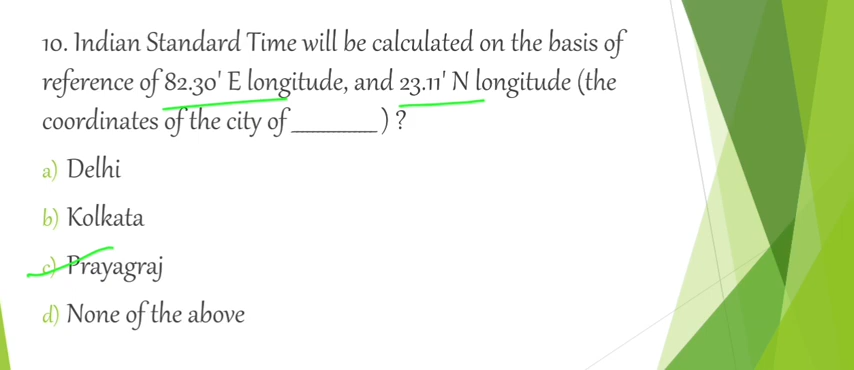 10. Indian Standard Time will be calculated on the basis of
reference of 82.30' E longitude, and 23.11' N longitude (the
coordinates of the city of __________ ) ?
a) Delhi
b) Kolkata
c) Prayagraj
d) None of the above